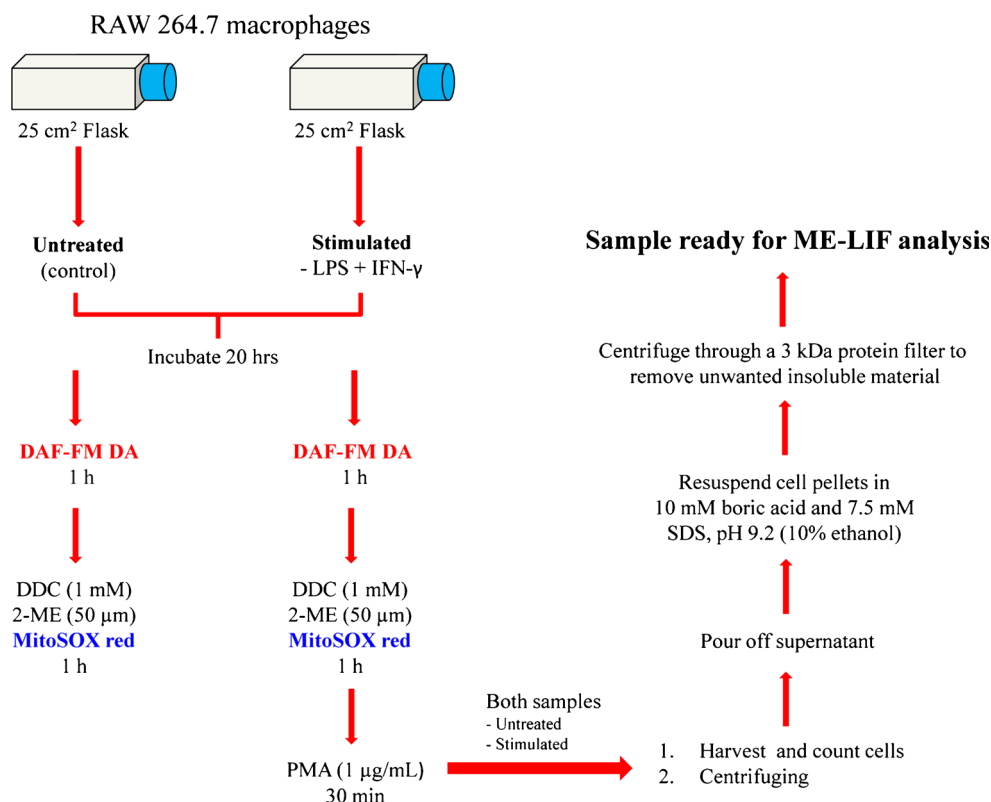 RAW 264.7 macrophages
25 cm² Flask
25 cm² Flask
Untreated
(control)
Stimulated
- LPS + IFN-γ
Incubate 20 hrs
DAF-FM DA
1 h
DAF-FM DA
1 h
DDC (1 mM)
2-ME (50 µm)
MitoSOX red
1 h
DDC (1 mM)
2-ME (50 µm)
MitoSOX red
1 h
PMA (1 µg/mL)
30 min
Both samples
- Untreated
- Stimulated
1. Harvest and count cells
2. Centrifuging
Pour off supernatant
Resuspend cell pellets in
10 mM boric acid and 7.5 mM
SDS, pH 9.2 (10% ethanol)
Centrifuge through a 3 kDa protein filter to
remove unwanted insoluble material
Sample ready for ME-LIF analysis